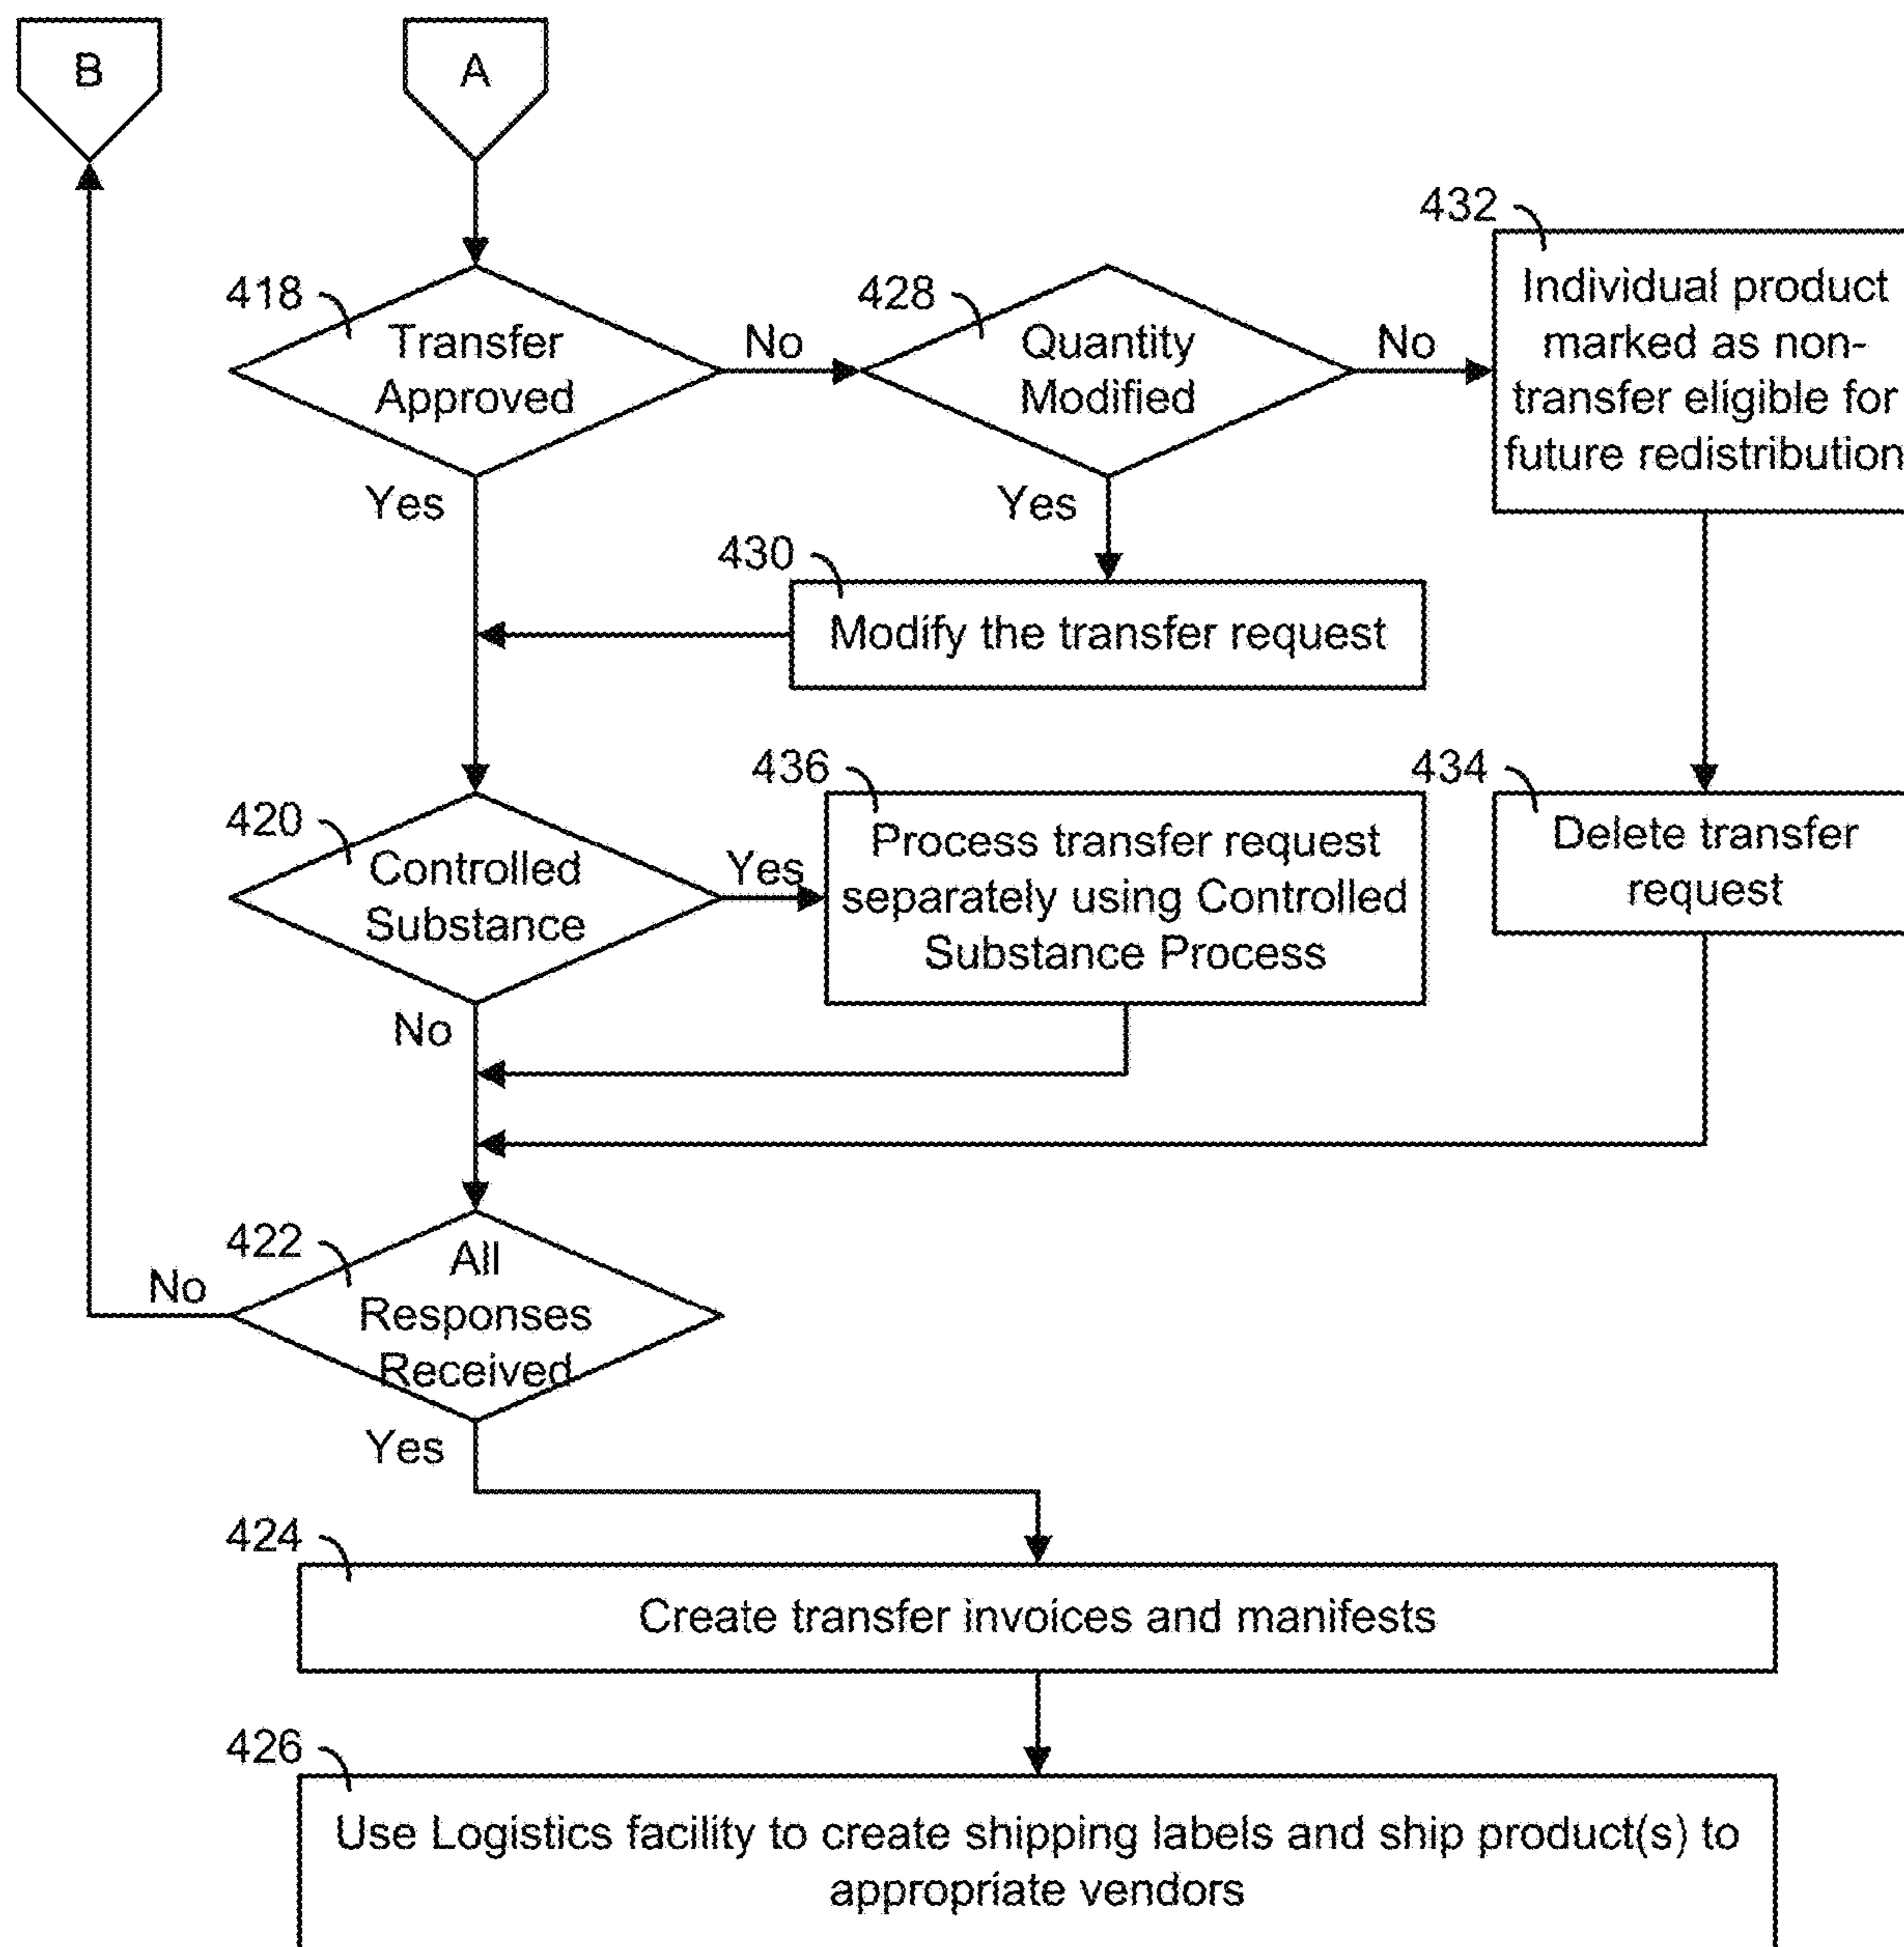 B
A
418
Transfer
Approved
No
428
Quantity
Modified
No
432
Individual product
marked as non-
transfer eligible for
future redistribution
Yes
Yes
430
Modify the transfer request
420
Controlled
Substance
Yes
436
Process transfer request
separately using Controlled
Substance Process
434
Delete transfer
request
No
422
All
Responses
Received
No
Yes
424
Create transfer invoices and manifests
426
Use Logistics facility to create shipping labels and ship product(s) to
appropriate vendors